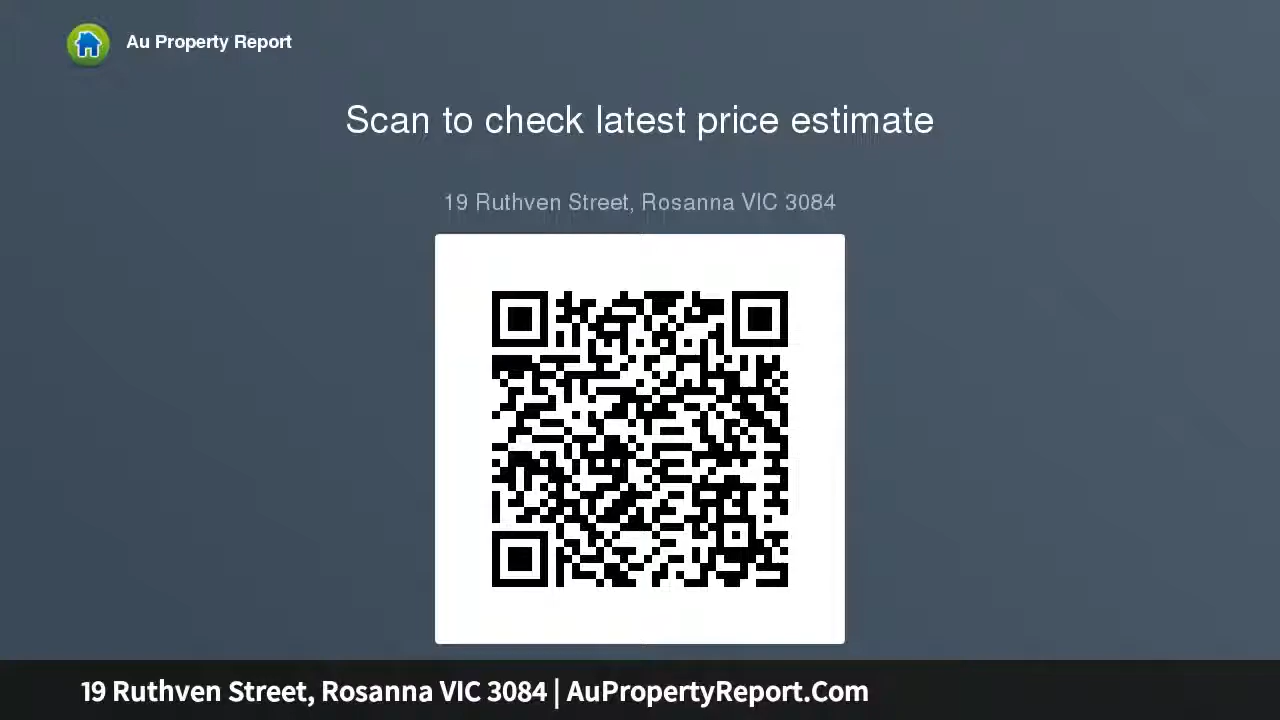 Au Property Report
Scan to check latest price estimate
19 Ruthven Street, Rosanna VIC 3084
19 Ruthven Street, Rosanna VIC 3084 | AuPropertyReport.Com